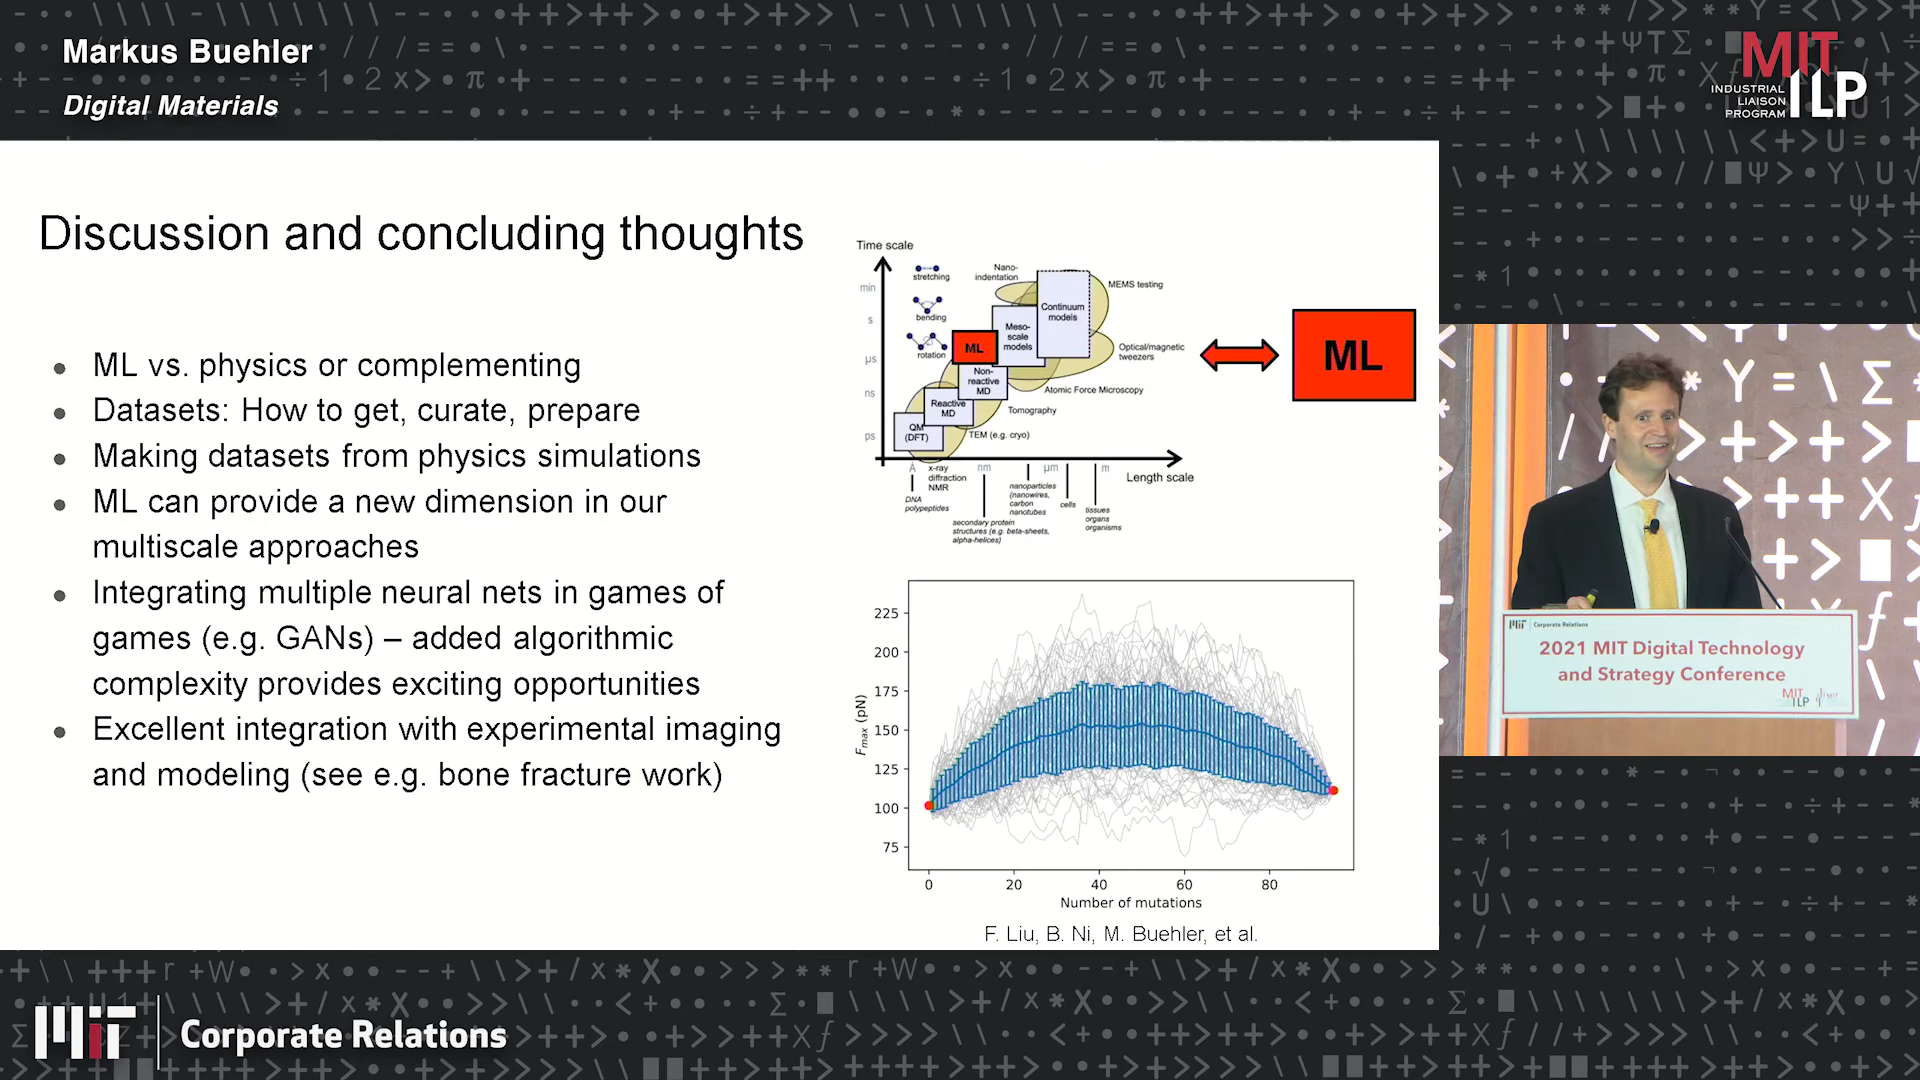 Markus Buehler
Digital Materials
MIT
ILP
INDUSTRIAL
LIAISON
PROGRAM
Discussion and concluding thoughts
● ML vs. physics or complementing
● Datasets: How to get, curate, prepare
● Making datasets from physics simulations
● ML can provide a new dimension in our
multiscale approaches
● Integrating multiple neural nets in games of
games (e.g. GANs) – added algorithmic
complexity provides exciting opportunities
● Excellent integration with experimental imaging
and modeling (see e.g. bone fracture work)
Time scale
min
s
µs
ns
ps
stretching
bending
rotation
Nano-
indentation
MEMS testing
Continuum
models
Meso-
scale
models
ML
Optical/magnetic
tweezers
Non-
reactive
MD
Atomic Force Microscopy
Reactive
MD
Tomography
QM
(DFT)
TEM (e.g. cryo)
Å
x-ray
diffraction
NMR
nm
µm
m
Length scale
DNA
polypeptides
secondary protein
structures (e.g. beta-sheets,
alpha-helices)
nanoparticles
(nanowires,
carbon
nanotubes
cells
tissues
organs
organisms
ML
225
200
175
150
125
100
75
Fmax (pN)
0 20 40 60 80
Number of mutations
F. Liu, B. Ni, M. Buehler, et al.
MIT Corporate Relations
2021 MIT Digital Technology
and Strategy Conference
MIT
ILP
MIT Corporate Relations